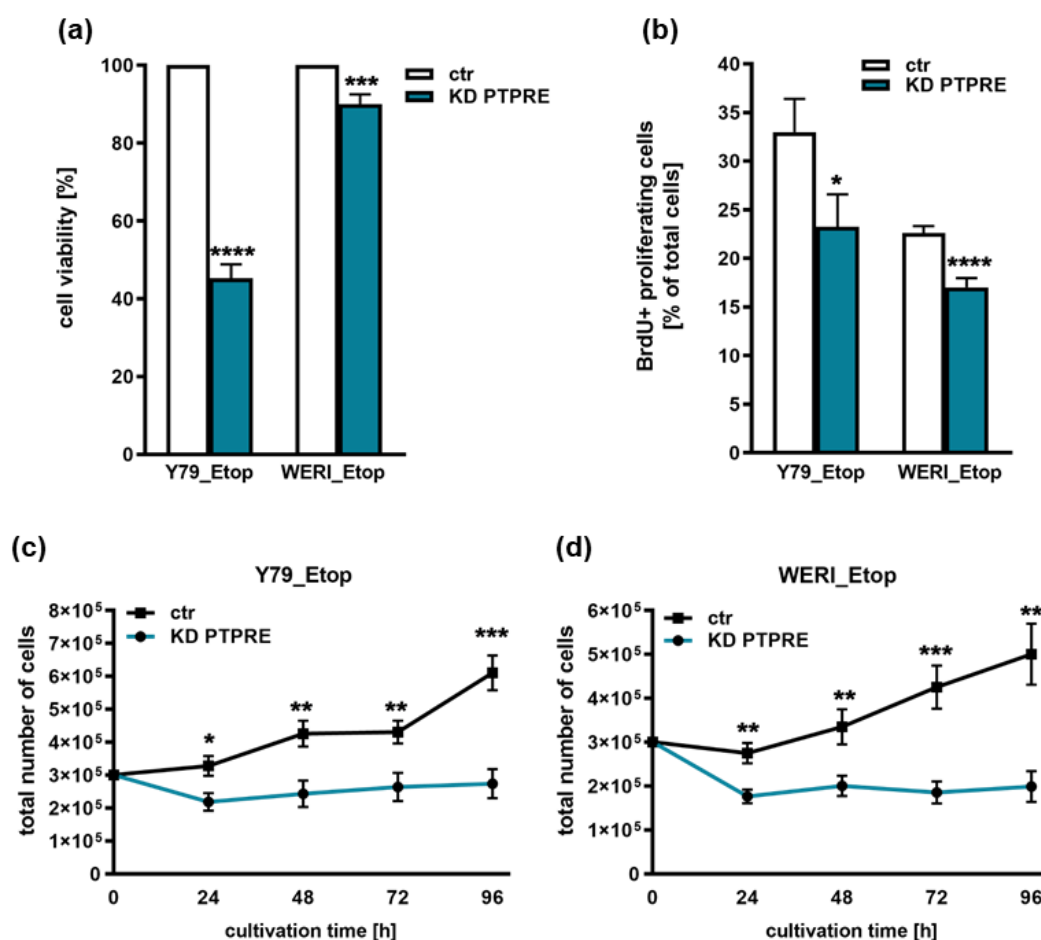 (a)
cell viability [%]
100
80
60
40
20
0
****
***
ctr
KD PTPRE
Y79_Etop
WERI_Etop
(b)
BrdU+ proliferating cells
[% of total cells]
40
35
30
25
20
15
10
5
0
ctr
KD PTPRE
*
****
Y79_Etop
WERI_Etop
(c)
Y79_Etop
total number of cells
8×10⁵
7×10⁵
6×10⁵
5×10⁵
4×10⁵
3×10⁵
2×10⁵
1×10⁵
0
ctr
KD PTPRE
*
**
**
***
0 24 48 72 96
cultivation time [h]
(d)
WERI_Etop
total number of cells
6×10⁵
5×10⁵
4×10⁵
3×10⁵
2×10⁵
1×10⁵
0
ctr
KD PTPRE
**
**
***
**
0 24 48 72 96
cultivation time [h]